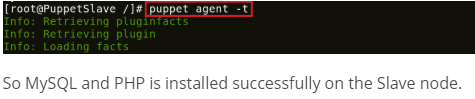 [root@PuppetSlave /]# puppet agent -t
Info: Retrieving pluginfacts
Info: Retrieving plugin
Info: Loading facts
So MySQL and PHP is installed successfully on the Slave node.